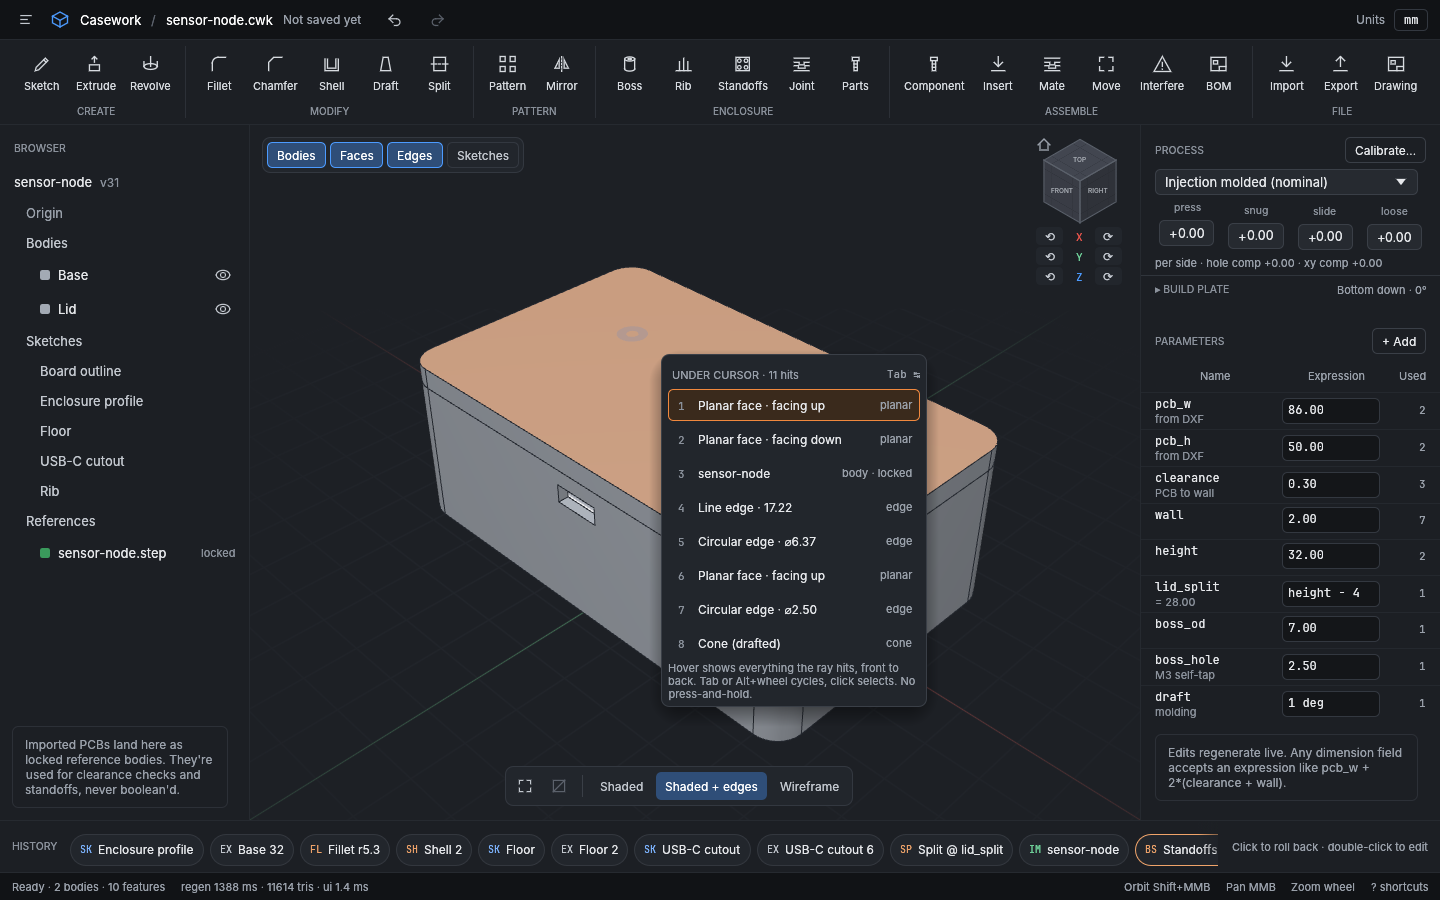 Casework / sensor-node.cwk Not saved yet
Units mm
Sketch Extrude Revolve
CREATE
Fillet Chamfer Shell Draft Split
MODIFY
Pattern Mirror
PATTERN
Boss Rib Standoffs Joint Parts
ENCLOSURE
Component Insert Mate Move Interfere BOM
ASSEMBLE
Import Export Drawing
FILE
BROWSER
sensor-node v31
Origin
Bodies
Base
Lid
Sketches
Board outline
Enclosure profile
Floor
USB-C cutout
Rib
References
sensor-node.step locked
Imported PCBs land here as
locked reference bodies. They're
used for clearance checks and
standoffs, never boolean'd.
Bodies Faces Edges Sketches
TOP
FRONT RIGHT
X
Y
Z
UNDER CURSOR · 11 hits Tab
1 Planar face · facing up planar
2 Planar face · facing down planar
3 sensor-node body · locked
4 Line edge · 17.22 edge
5 Circular edge · ⌀6.37 edge
6 Planar face · facing up planar
7 Circular edge · ⌀2.50 edge
8 Cone (drafted) cone
Hover shows everything the ray hits, front to
back. Tab or Alt+wheel cycles, click selects. No
press-and-hold.
Shaded Shaded + edges Wireframe
PROCESS Calibrate...
Injection molded (nominal)
press snug slide loose
+0.00 +0.00 +0.00 +0.00
per side · hole comp +0.00 · xy comp +0.00
▸ BUILD PLATE Bottom down · 0°
PARAMETERS + Add
Name Expression Used
pcb_w 86.00 2
from DXF
pcb_h 50.00 2
from DXF
clearance 0.30 3
PCB to wall
wall 2.00 7
height 32.00 2
lid_split height - 4 1
= 28.00
boss_od 7.00 1
boss_hole 2.50 1
M3 self-tap
draft 1 deg 1
molding
Edits regenerate live. Any dimension field
accepts an expression like pcb_w +
2*(clearance + wall).
HISTORY SK Enclosure profile EX Base 32 FL Fillet r5.3 SH Shell 2 SK Floor EX Floor 2 SK USB-C cutout EX USB-C cutout 6 SP Split @ lid_split IM sensor-node BS Standoffs Click to roll back · double-click to edit
Ready · 2 bodies · 10 features regen 1388 ms · 11614 tris · ui 1.4 ms
Orbit Shift+MMB Pan MMB Zoom wheel ? shortcuts